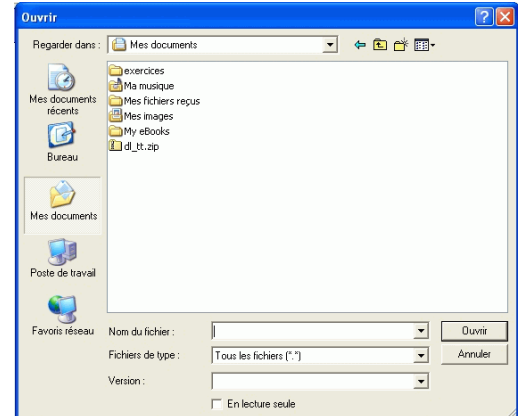 Ouvrir
Regarder dans :
Mes documents
Mes documents
récents
Bureau
Mes documents
Poste de travail
Favoris réseau
exercices
Ma musique
Mes fichiers reçus
Mes images
My eBooks
dl_tt.zip
Nom du fichier :
Ouvrir
Fichiers de type :
Tous les fichiers (*.*)
Annuler
Version :
En lecture seule